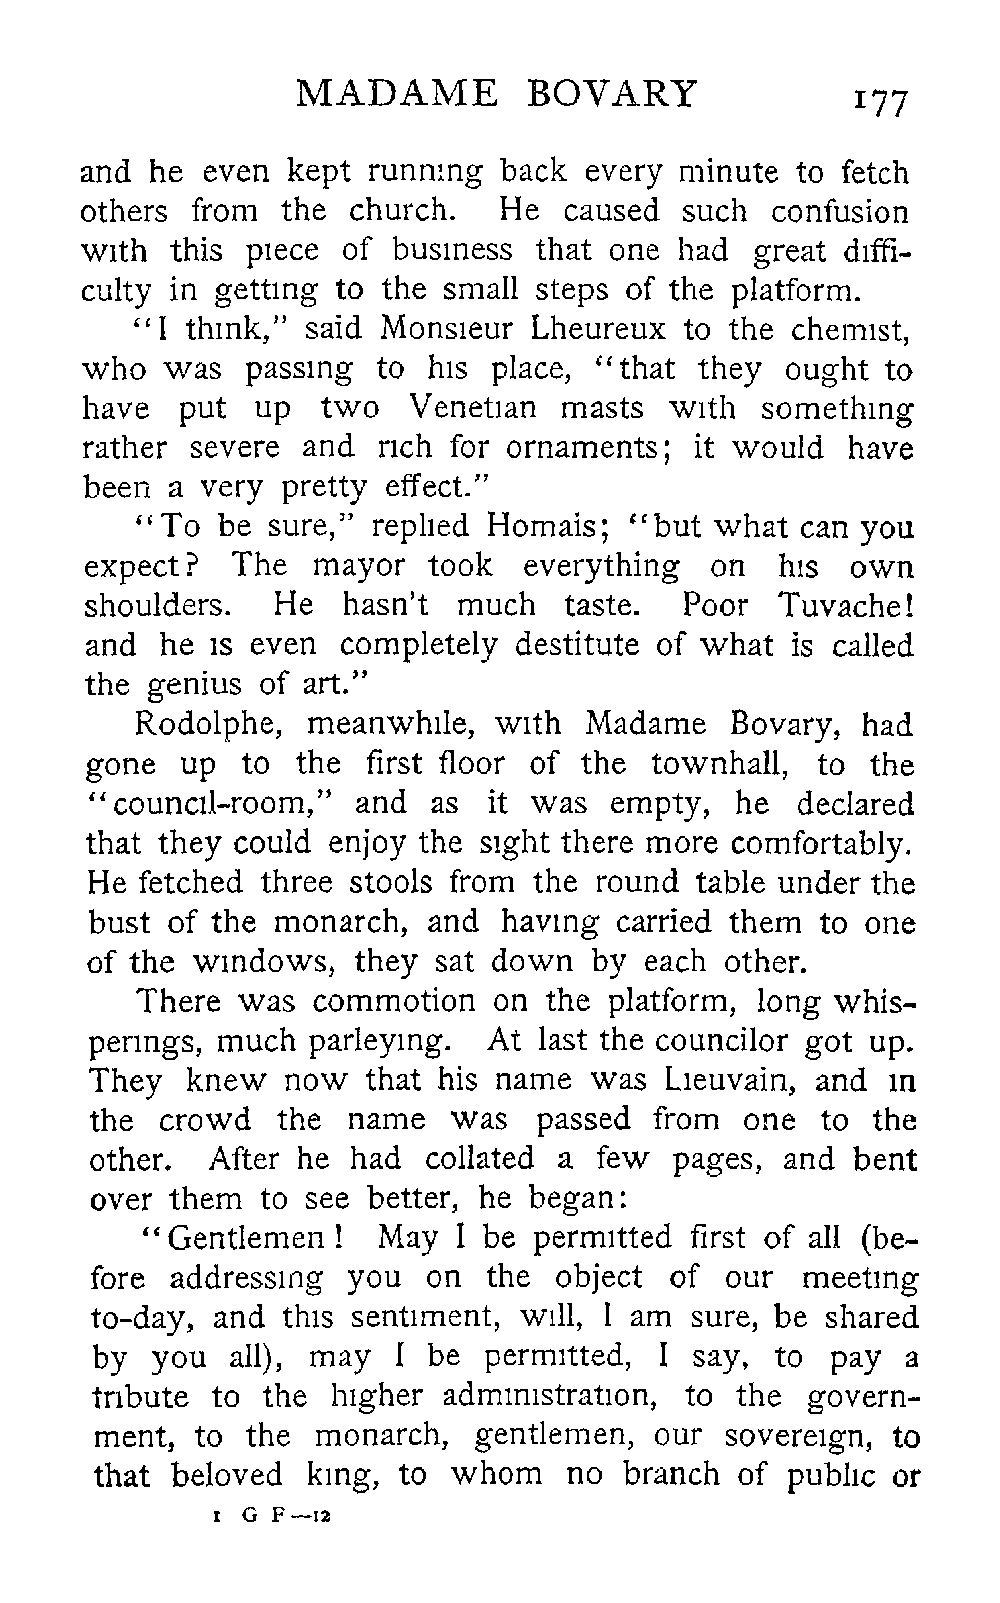 MADAME BOVARY 177
and he even kept running back every minute to fetch
others from the church. He caused such confusion
with this piece of business that one had great diffi-
culty in getting to the small steps of the platform.
"I think," said Monsieur Lheureux to the chemist,
who was passing to his place, "that they ought to
have put up two Venetian masts with something
rather severe and rich for ornaments; it would have
been a very pretty effect."
"To be sure," replied Homais; "but what can you
expect? The mayor took everything on his own
shoulders. He hasn't much taste. Poor Tuvache!
and he is even completely destitute of what is called
the genius of art."
Rodolphe, meanwhile, with Madame Bovary, had
gone up to the first floor of the townhall, to the
"council-room," and as it was empty, he declared
that they could enjoy the sight there more comfortably.
He fetched three stools from the round table under the
bust of the monarch, and having carried them to one
of the windows, they sat down by each other.
There was commotion on the platform, long whis-
perings, much parleying. At last the councilor got up.
They knew now that his name was Lieuvain, and in
the crowd the name was passed from one to the
other. After he had collated a few pages, and bent
over them to see better, he began:
"Gentlemen! May I be permitted first of all (be-
fore addressing you on the object of our meeting
to-day, and this sentiment, will, I am sure, be shared
by you all), may I be permitted, I say, to pay a
tribute to the higher administration, to the govern-
ment, to the monarch, gentlemen, our sovereign, to
that beloved king, to whom no branch of public or
1 G F—12